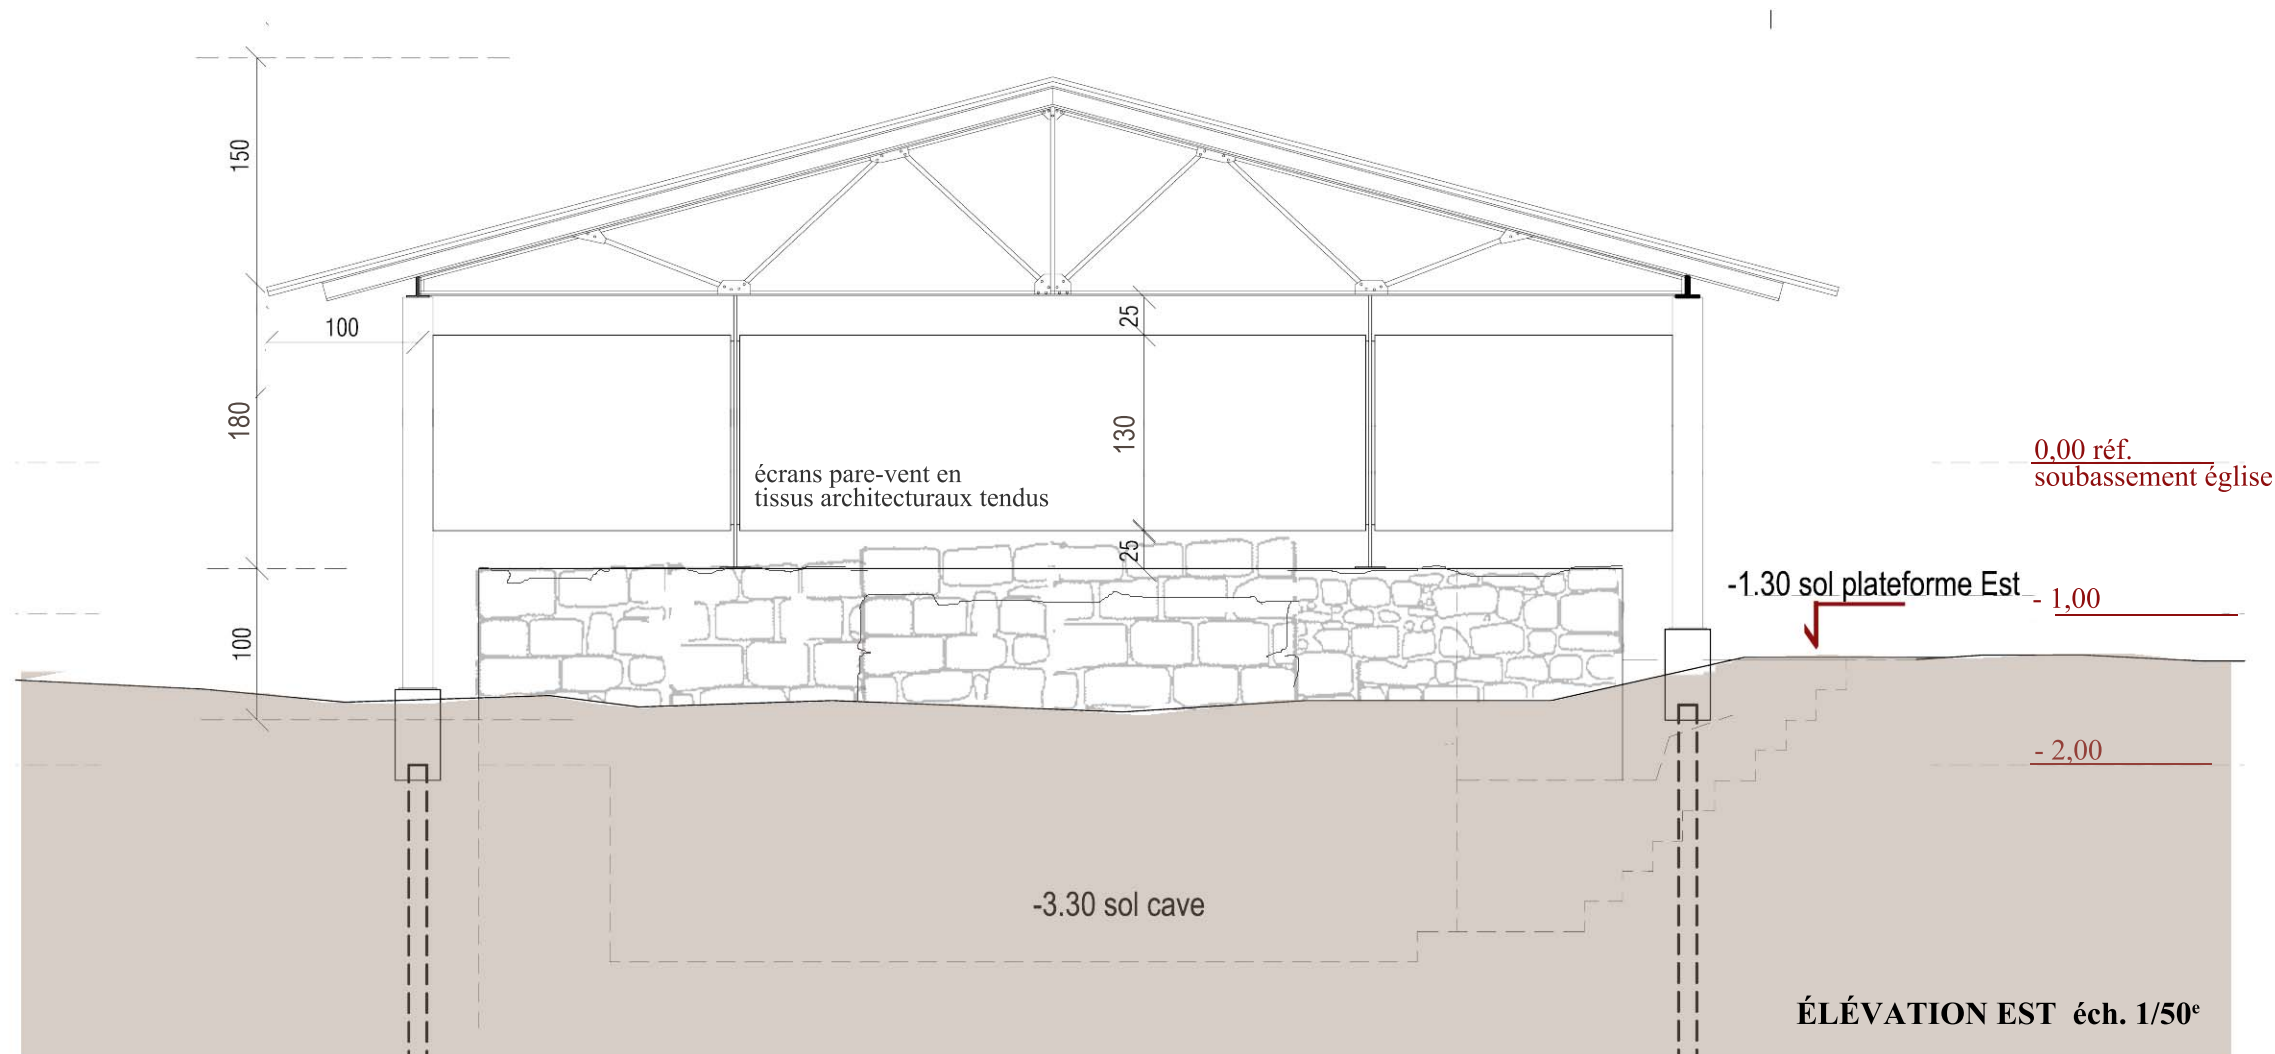 150
100
25
180
130
écrans pare-vent en
tissus architecturaux tendus
0,00 réf.
soubassement église
25
-1.30 sol plateforme Est
- 1,00
100
- 2,00
-3.30 sol cave
ÉLÉVATION EST éch. 1/50ᵉ